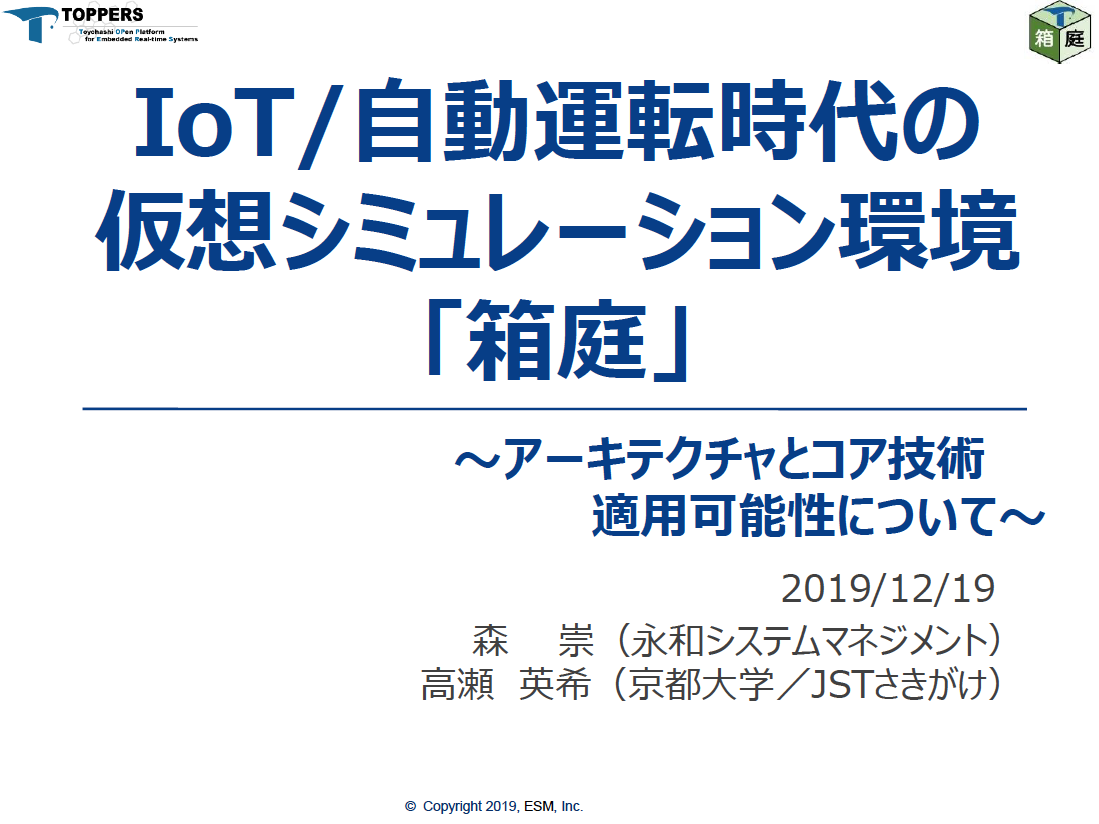 TOPPERS
Toyohashi OPen Platform
for Embedded Real-time Systems
箱 庭
IoT/自動運転時代の
仮想シミュレーション環境
「箱庭」
～アーキテクチャとコア技術
適用可能性について～
2019/12/19
森　崇（永和システムマネジメント）
高瀬　英希（京都大学／JSTさきがけ）
© Copyright 2019, ESM, Inc.